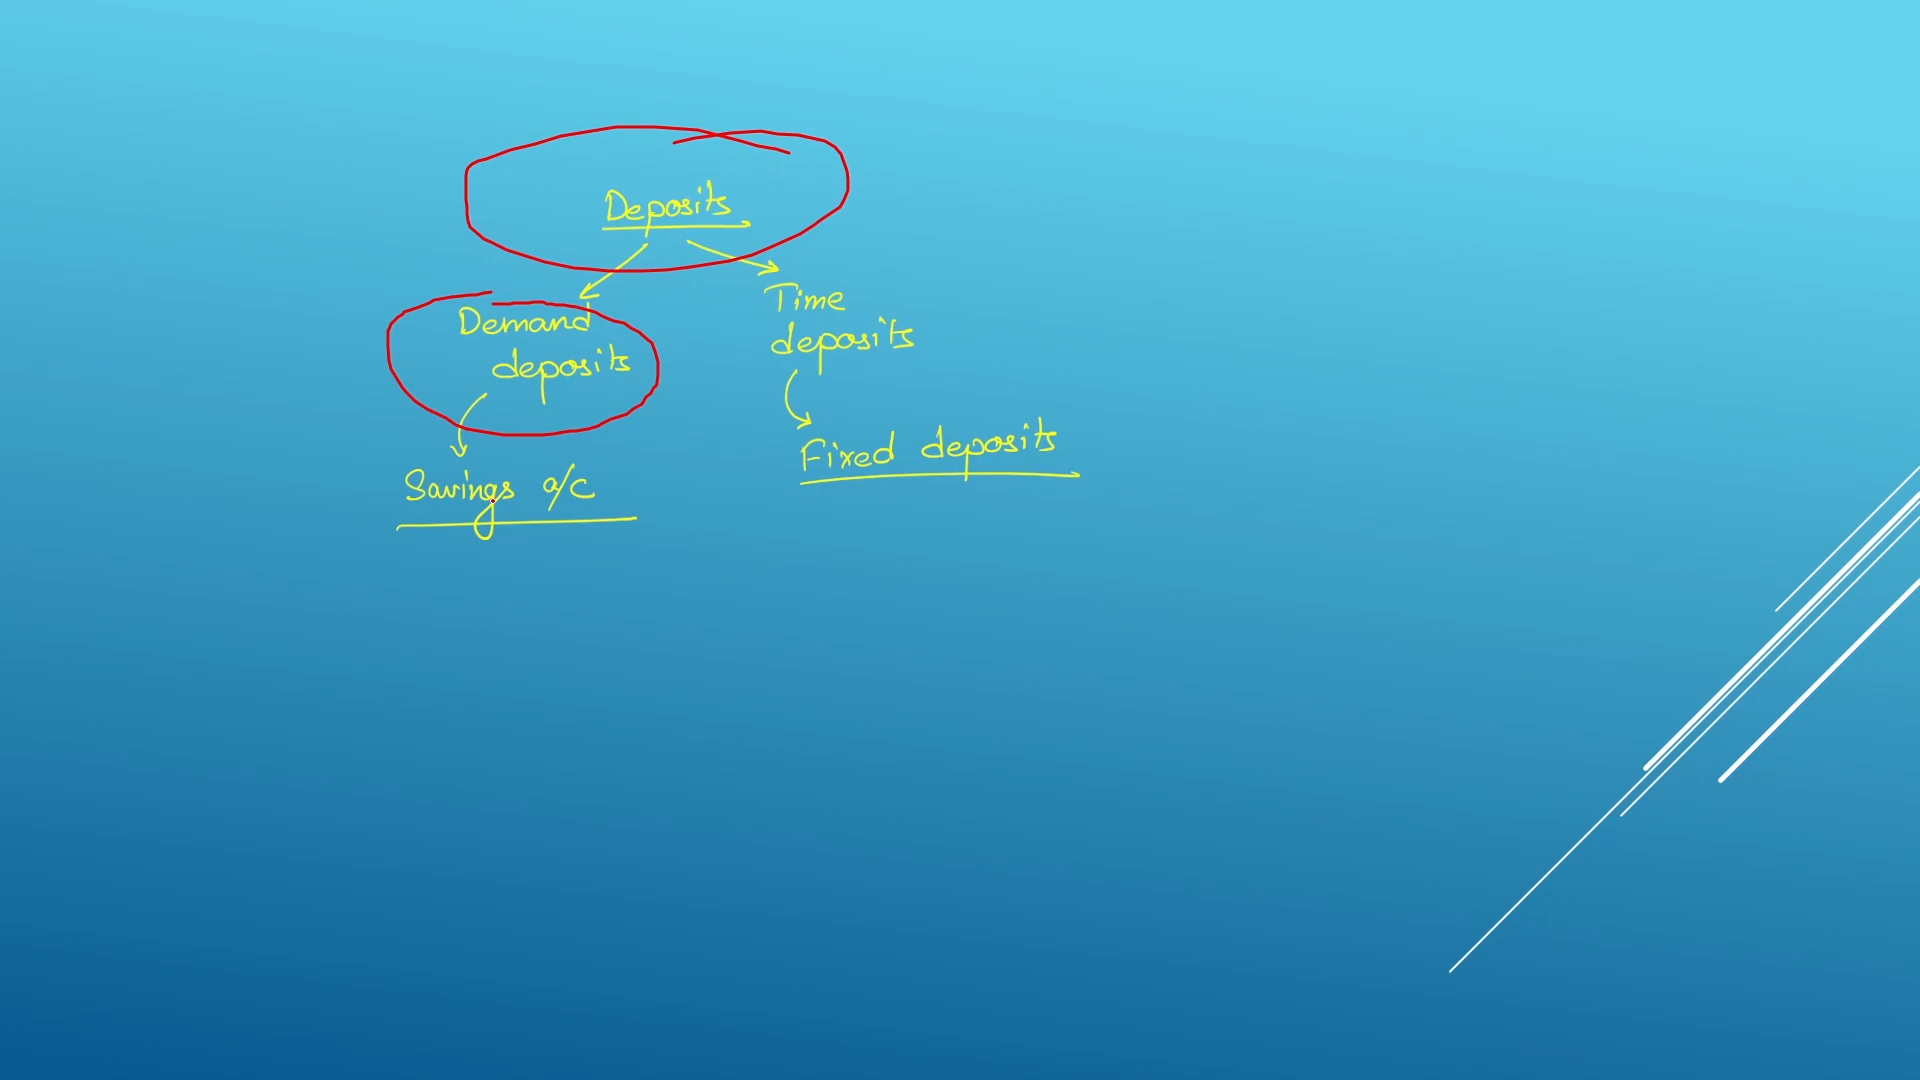 Deposits
Demand
deposits
Time
deposits
Savings a/c
Fixed deposits